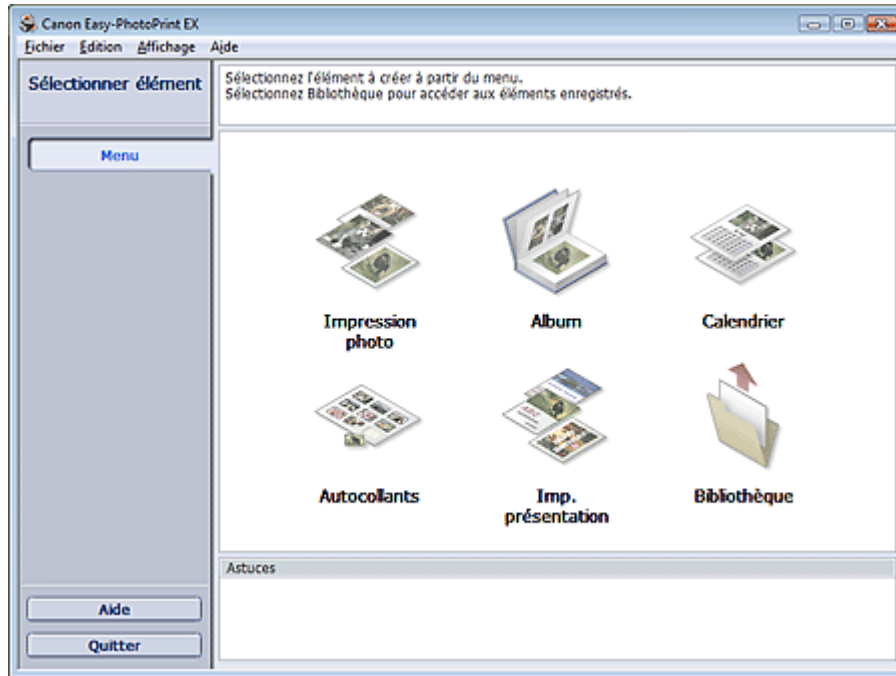 Canon Easy-PhotoPrint EX
Fichier Édition Affichage Aide
Sélectionner élément
Sélectionnez l'élément à créer à partir du menu.
Sélectionnez Bibliothèque pour accéder aux éléments enregistrés.
Menu
Impression
photo
Album
Calendrier
Autocollants
Imp.
présentation
Bibliothèque
Astuces
Aide
Quitter